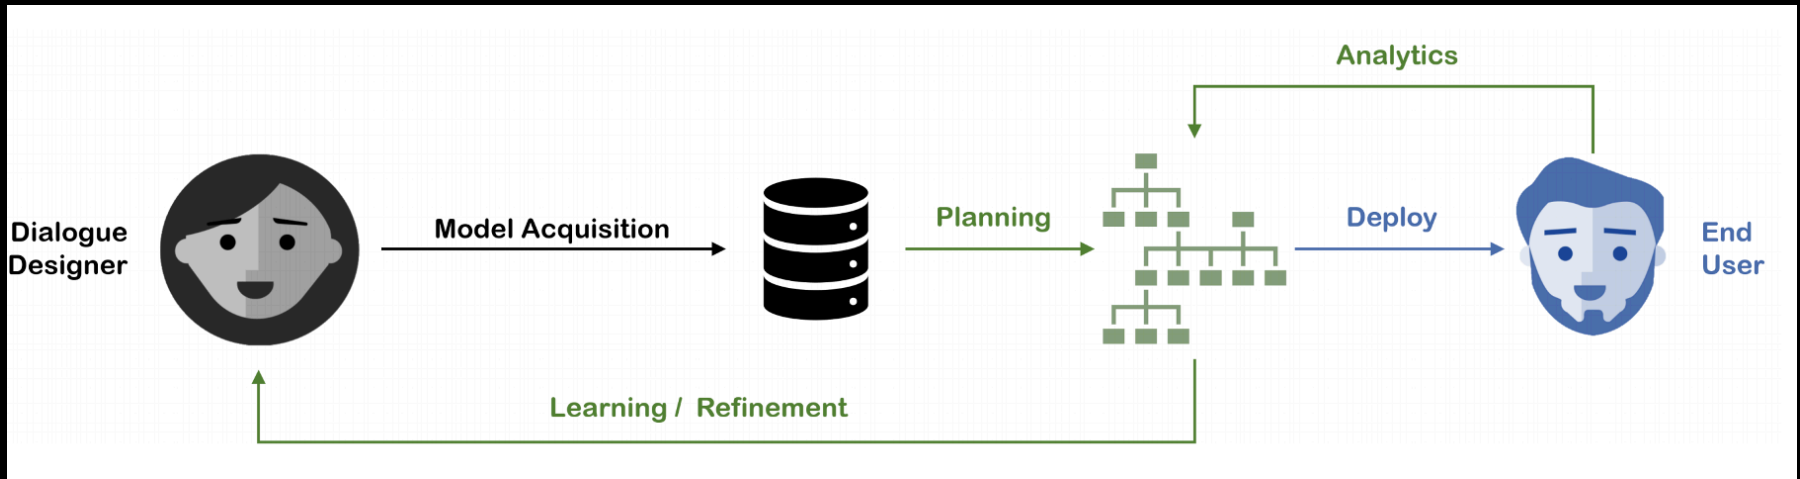 Analytics
Dialogue
Designer
Model Acquisition
Planning
Deploy
End
User
Learning / Refinement